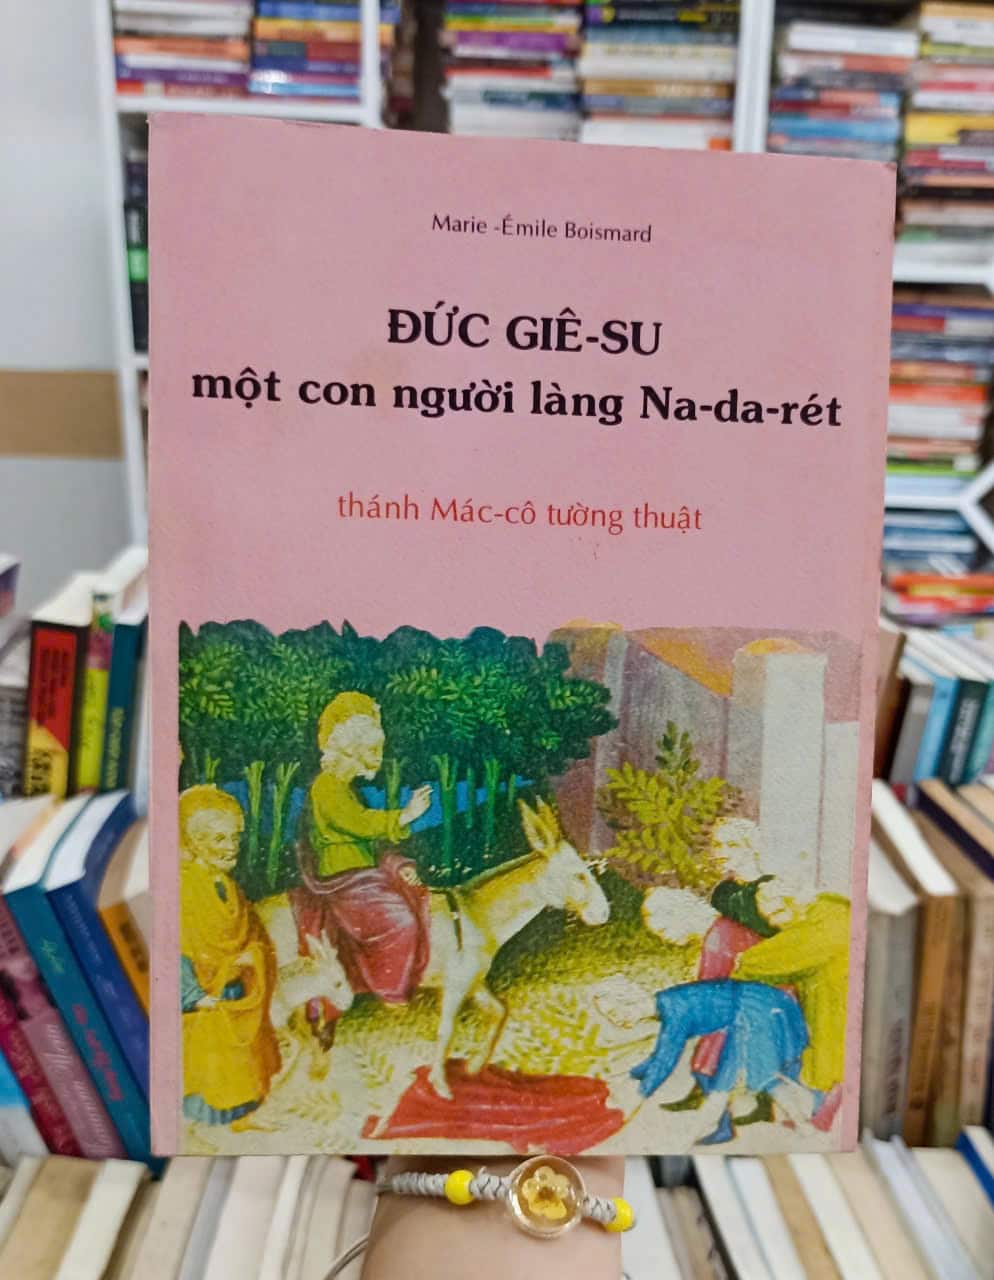 Marie -Émile Boismard
ĐỨC GIÊ-SU
một con người làng Na-da-rét
thánh Mác-cô tường thuật